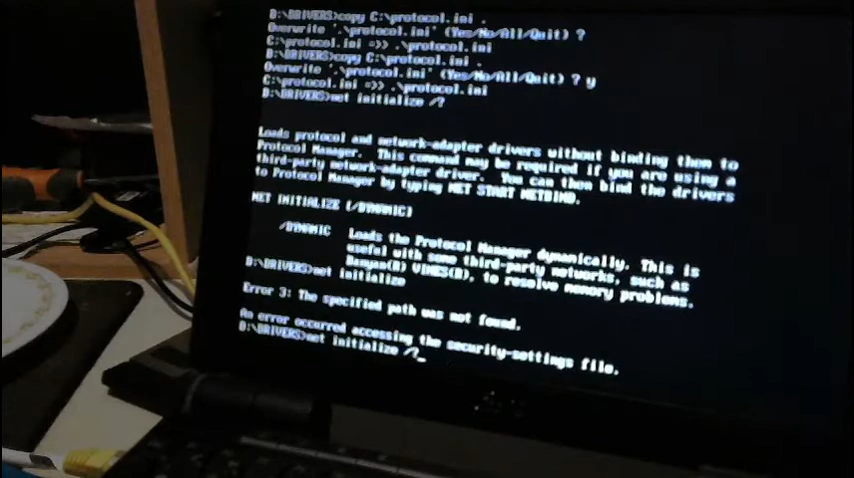 D:\DRIVERS>copy C:\protocol.ini .
Overwrite '.\protocol.ini' (Yes/No/All/Quit) ?
C:\protocol.ini =>> .\protocol.ini
D:\DRIVERS>copy C:\protocol.ini .
Overwrite '.\protocol.ini' (Yes/No/All/Quit) ? y
C:\protocol.ini =>> .\protocol.ini
D:\DRIVERS>net initialize /?
Loads protocol and network-adapter drivers without binding them to
Protocol Manager. This command may be required if you are using a
third-party network-adapter driver. You can then bind the drivers
to Protocol Manager by typing NET START NETBIND.
NET INITIALIZE [/DYNAMIC]
/DYNAMIC Loads the Protocol Manager dynamically. This is
useful with some third-party networks, such as
Banyan(R) VINES(R), to resolve memory problems.
D:\DRIVERS>net initialize
Error 3: The specified path was not found.
An error occurred accessing the security-settings file.
D:\DRIVERS>net initialize /?_